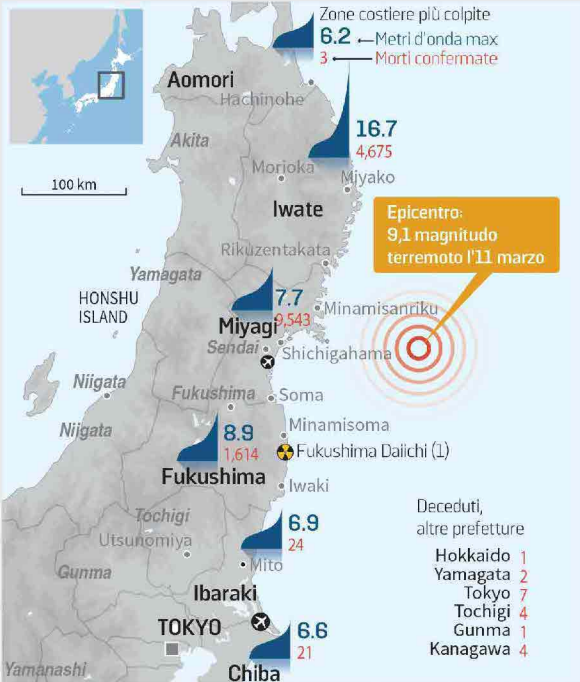 Zone costiere più colpite
6.2 Metri d'onda max
3 Morti confermate
Aomori
Hachinohe
Akita
16.7
4,675
100 km
Morioka
Miyako
Iwate
Epicentro:
9,1 magnitudo
terremoto l'11 marzo
Rikuzentakata
Yamagata
HONSHU
ISLAND
7.7
9,543
Minamisanriku
Miyagi
Sendai
Shichigahama
Niigata
Fukushima
Soma
Niigata
8.9
1,614
Minamisoma
Fukushima Daiichi (1)
Fukushima
Iwaki
Tochigi
Utsunomiya
6.9
24
Mito
Gunma
Ibaraki
TOKYO
6.6
21
Chiba
Yamanashi
Deceduti,
altre prefetture
Hokkaido 1
Yamagata 2
Tokyo 7
Tochigi 4
Gunma 1
Kanagawa 4